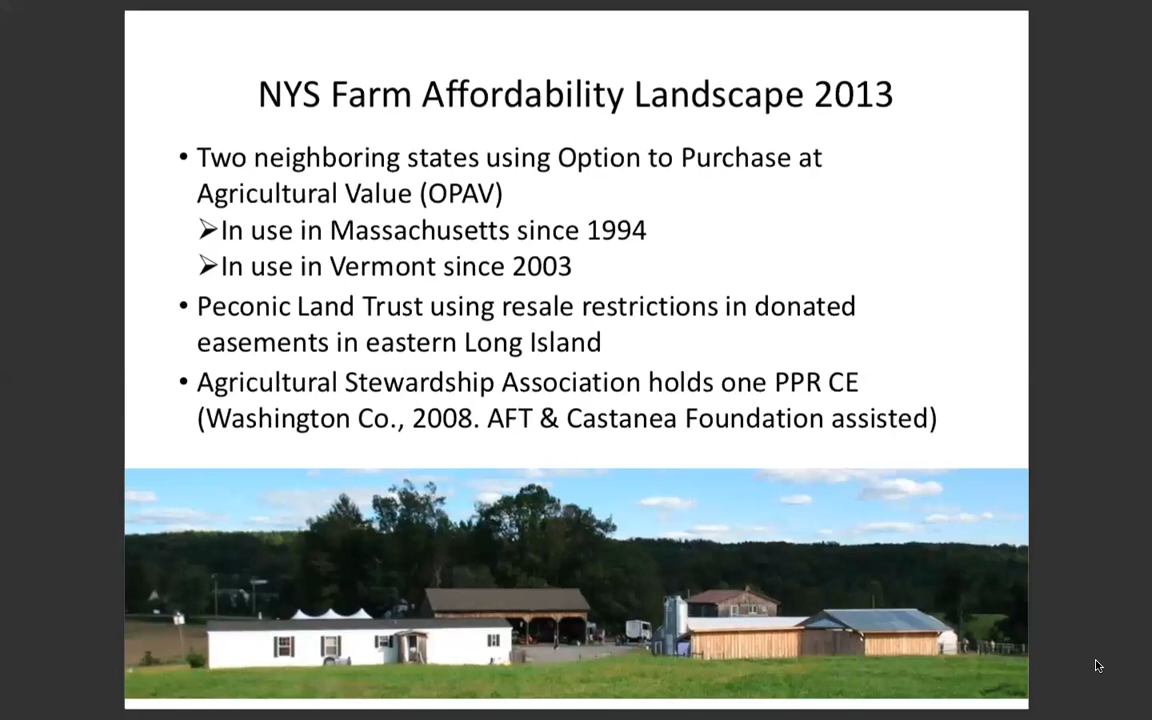 NYS Farm Affordability Landscape 2013
• Two neighboring states using Option to Purchase at
Agricultural Value (OPAV)
➢In use in Massachusetts since 1994
➢In use in Vermont since 2003
• Peconic Land Trust using resale restrictions in donated
easements in eastern Long Island
• Agricultural Stewardship Association holds one PPR CE
(Washington Co., 2008. AFT & Castanea Foundation assisted)